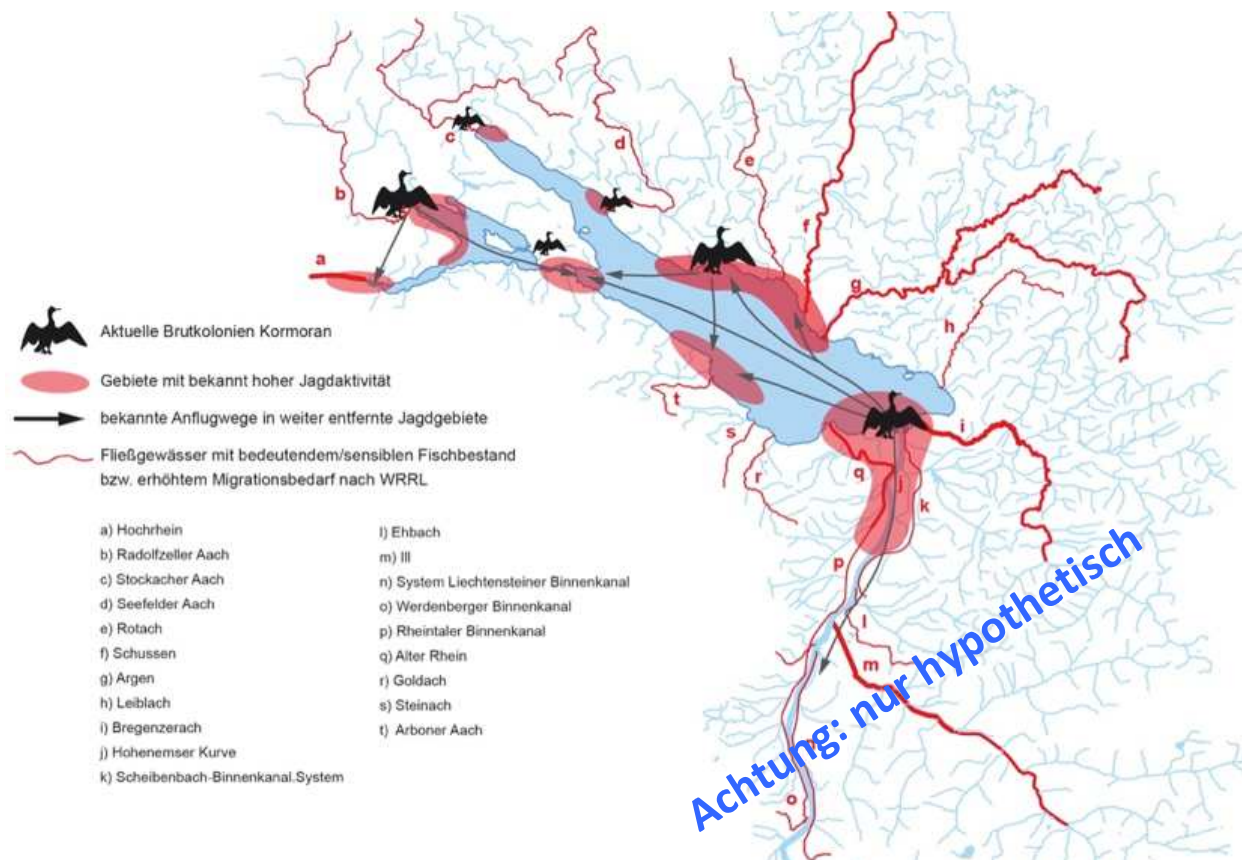 c
d
e
b
f
a
g
h
Aktuelle Brutkolonien Kormoran
Gebiete mit bekannt hoher Jagdaktivität
bekannte Anflugwege in weiter entfernte Jagdgebiete
t
s
i
Fließgewässer mit bedeutendem/sensiblen Fischbestand
bzw. erhöhtem Migrationsbedarf nach WRRL
r
q
j
k
a) Hochrhein
b) Radolfzeller Aach
c) Stockacher Aach
d) Seefelder Aach
e) Rotach
f) Schussen
g) Argen
h) Leiblach
i) Bregenzerach
j) Hohenemser Kurve
k) Scheibenbach-Binnenkanal.System
l) Ehbach
m) Ill
n) System Liechtensteiner Binnenkanal
o) Werdenberger Binnenkanal
p) Rheintaler Binnenkanal
q) Alter Rhein
r) Goldach
s) Steinach
t) Arboner Aach
p
l
m
o
Achtung: nur hypothetisch